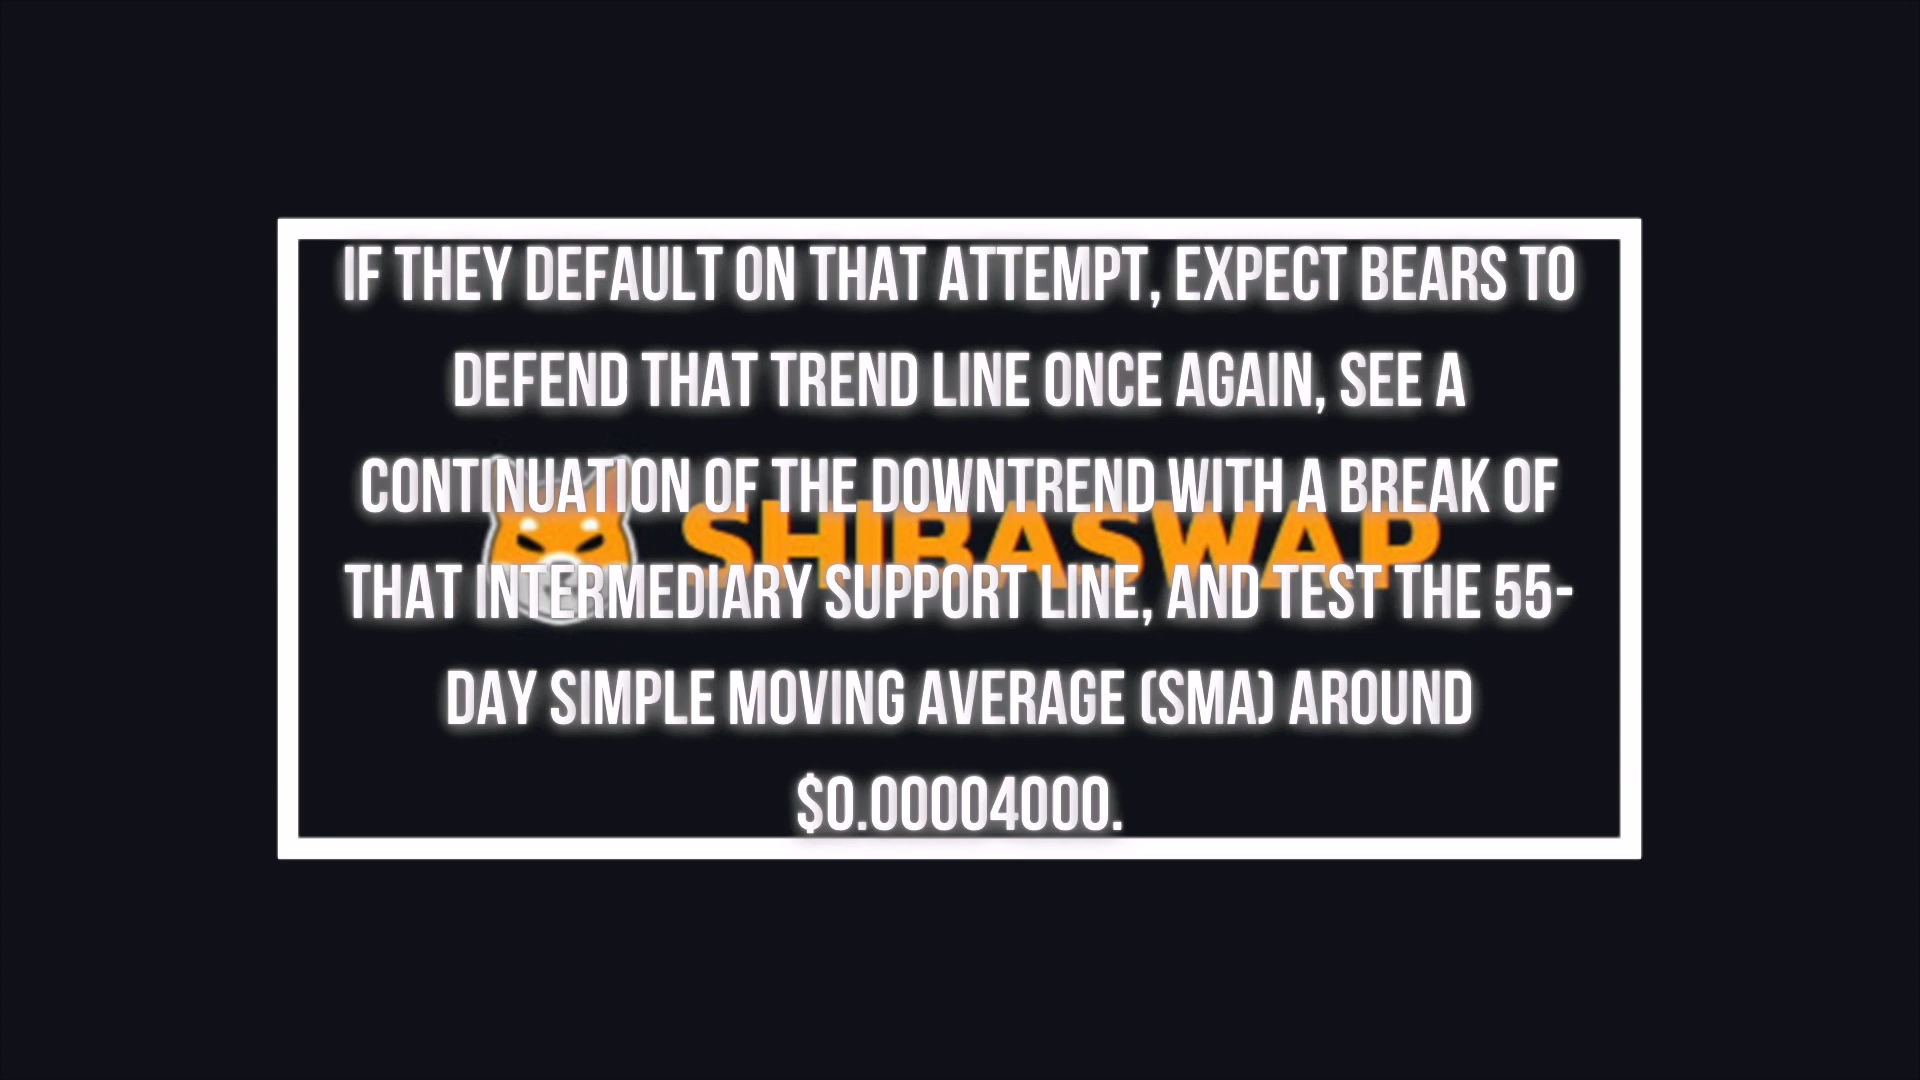 IF THEY DEFAULT ON THAT ATTEMPT, EXPECT BEARS TO
DEFEND THAT TREND LINE ONCE AGAIN, SEE A
CONTINUATION OF THE DOWNTREND WITH A BREAK OF
SHIBASWAP
THAT INTERMEDIARY SUPPORT LINE, AND TEST THE 55-
DAY SIMPLE MOVING AVERAGE (SMA) AROUND
$0.00004000.